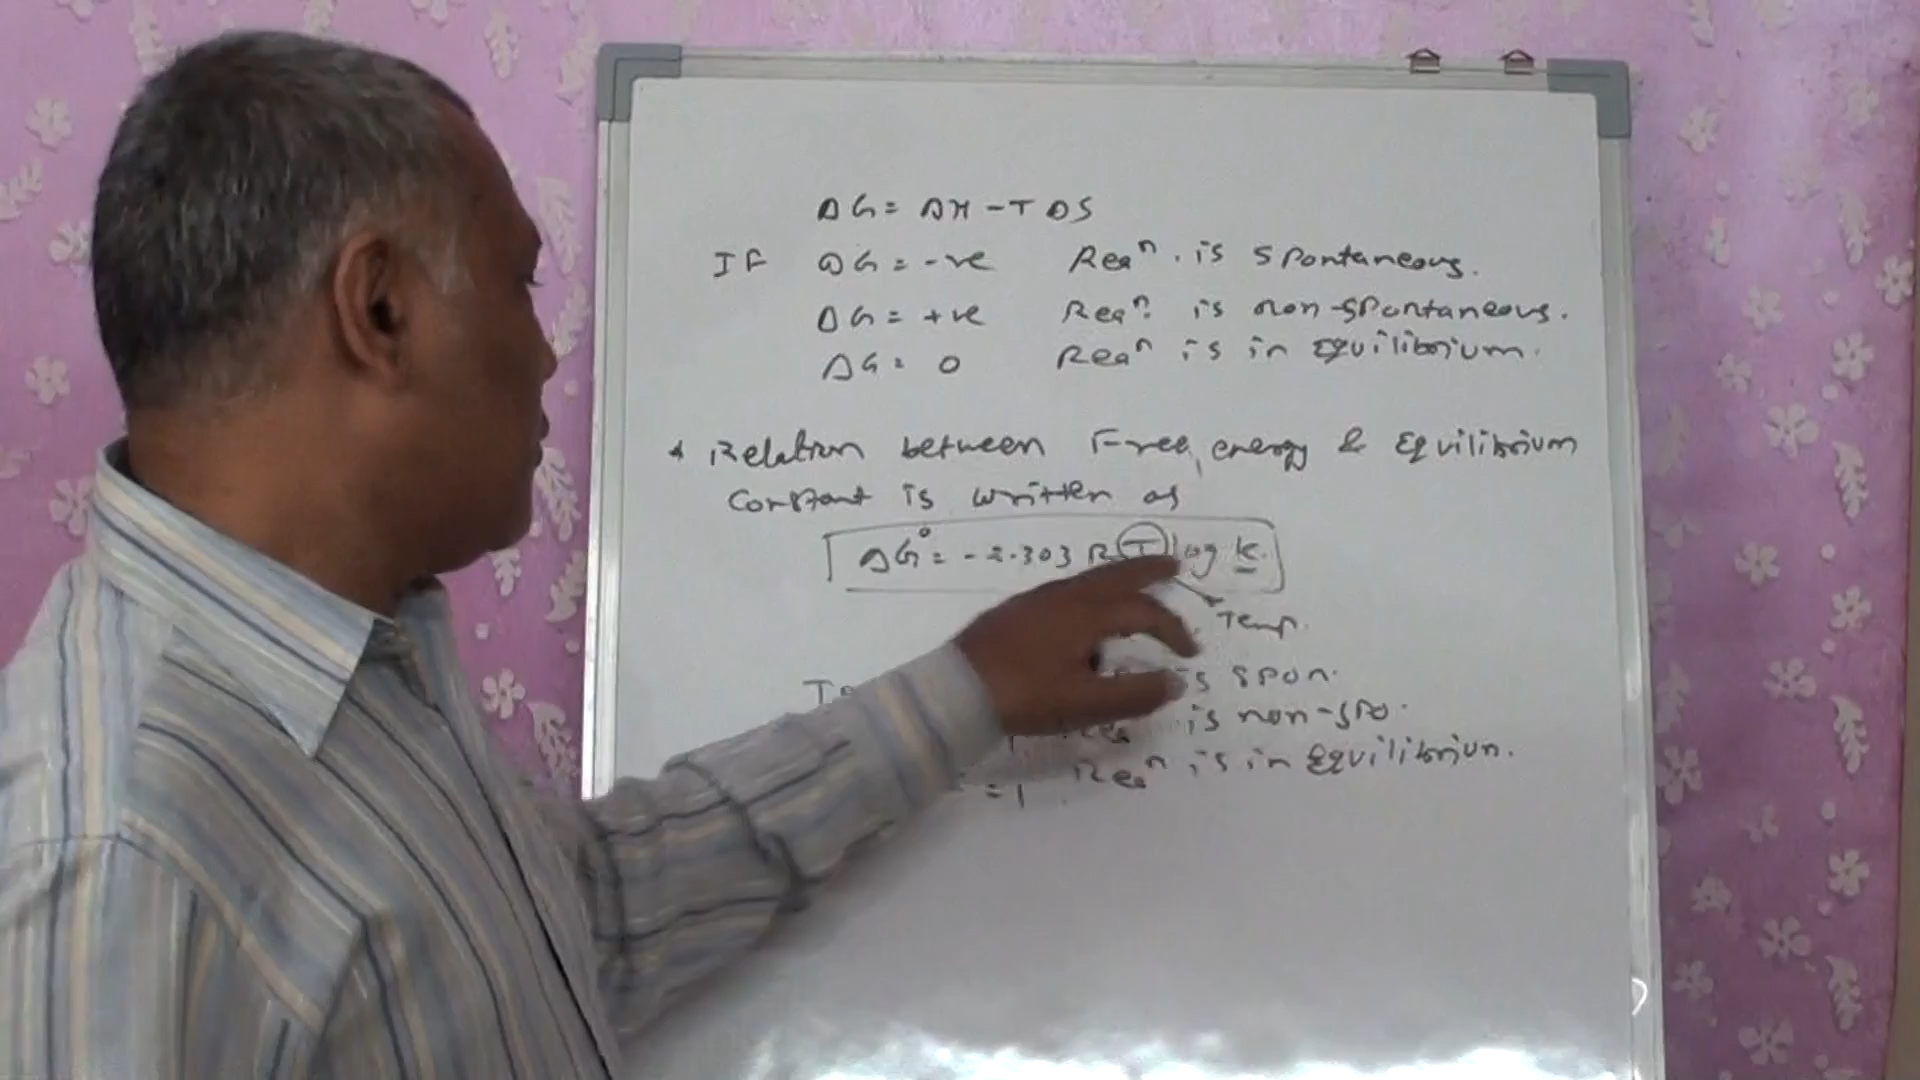 ΔG = ΔH - T ΔS
IF ΔG = -ve Reaⁿ. is Spontaneous.
ΔG = +ve Reaⁿ. is non-spontaneous.
ΔG = 0 Reaⁿ is in Equilibrium.
* Relation between Free energy & Equilibrium
Constant is written as
ΔG° = -2.303 R T log K.
Temp.
is spon.
is non-spo.
= 1 Reaⁿ is in Equilibrium.